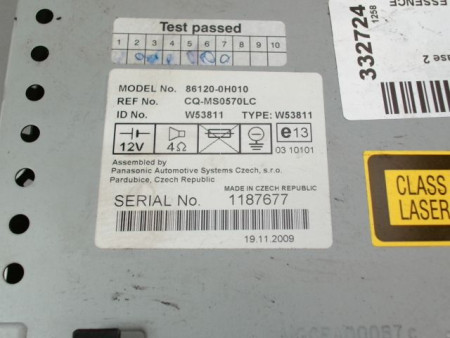 Test passed
1 2 3 4 5 6 7 8 9 10
MODEL No. 86120-0H010
REF No. CQ-MS0570LC
ID No. W53811 TYPE: W53811
12V 4Ω e13
03 10101
Assembled by
Panasonic Automotive Systems Czech, s.r.o.
Pardubice, Czech Republic
MADE IN CZECH REPUBLIC
SERIAL No. 1187677
19.11.2009
332724
1258
ESSENCE
ase 2
CLASS
LASER